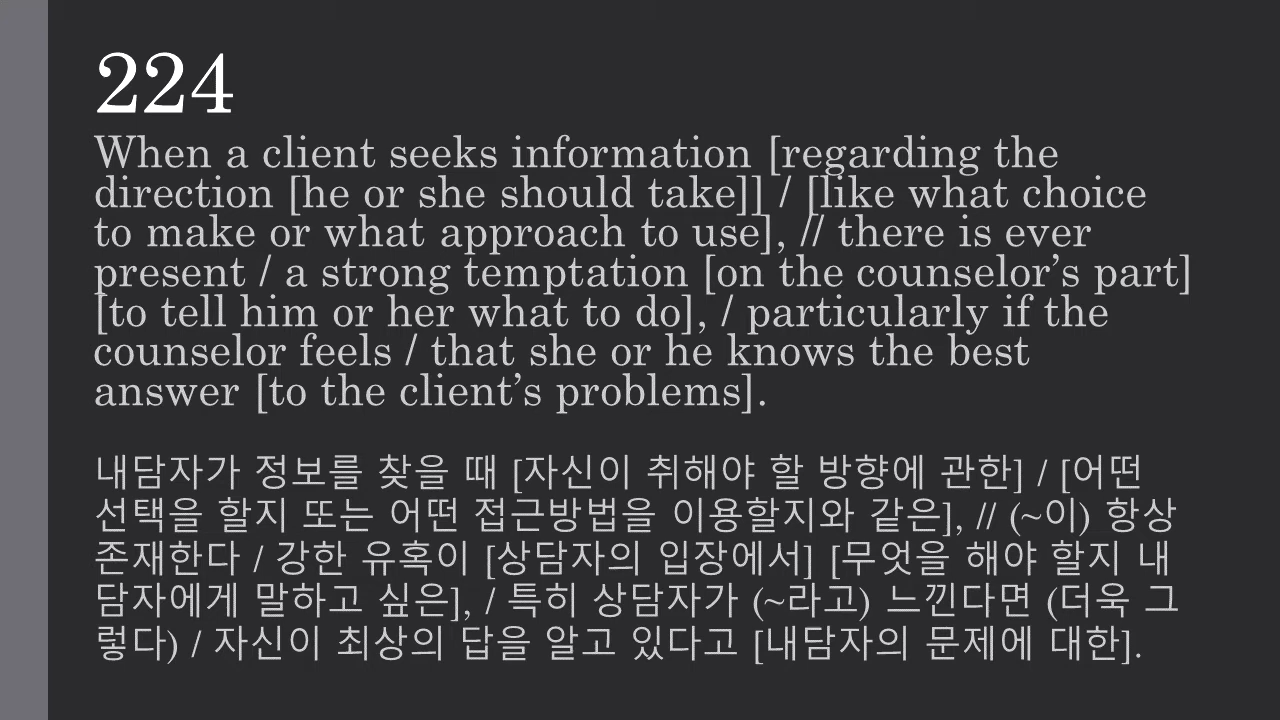 224
When a client seeks information [regarding the
direction [he or she should take]] / [like what choice
to make or what approach to use], // there is ever
present / a strong temptation [on the counselor’s part]
[to tell him or her what to do], / particularly if the
counselor feels / that she or he knows the best
answer [to the client’s problems].
내담자가 정보를 찾을 때 [자신이 취해야 할 방향에 관한] / [어떤
선택을 할지 또는 어떤 접근방법을 이용할지와 같은], // (~이) 항상
존재한다 / 강한 유혹이 [상담자의 입장에서] [무엇을 해야 할지 내
담자에게 말하고 싶은], / 특히 상담자가 (~라고) 느낀다면 (더욱 그
렇다) / 자신이 최상의 답을 알고 있다고 [내담자의 문제에 대한].